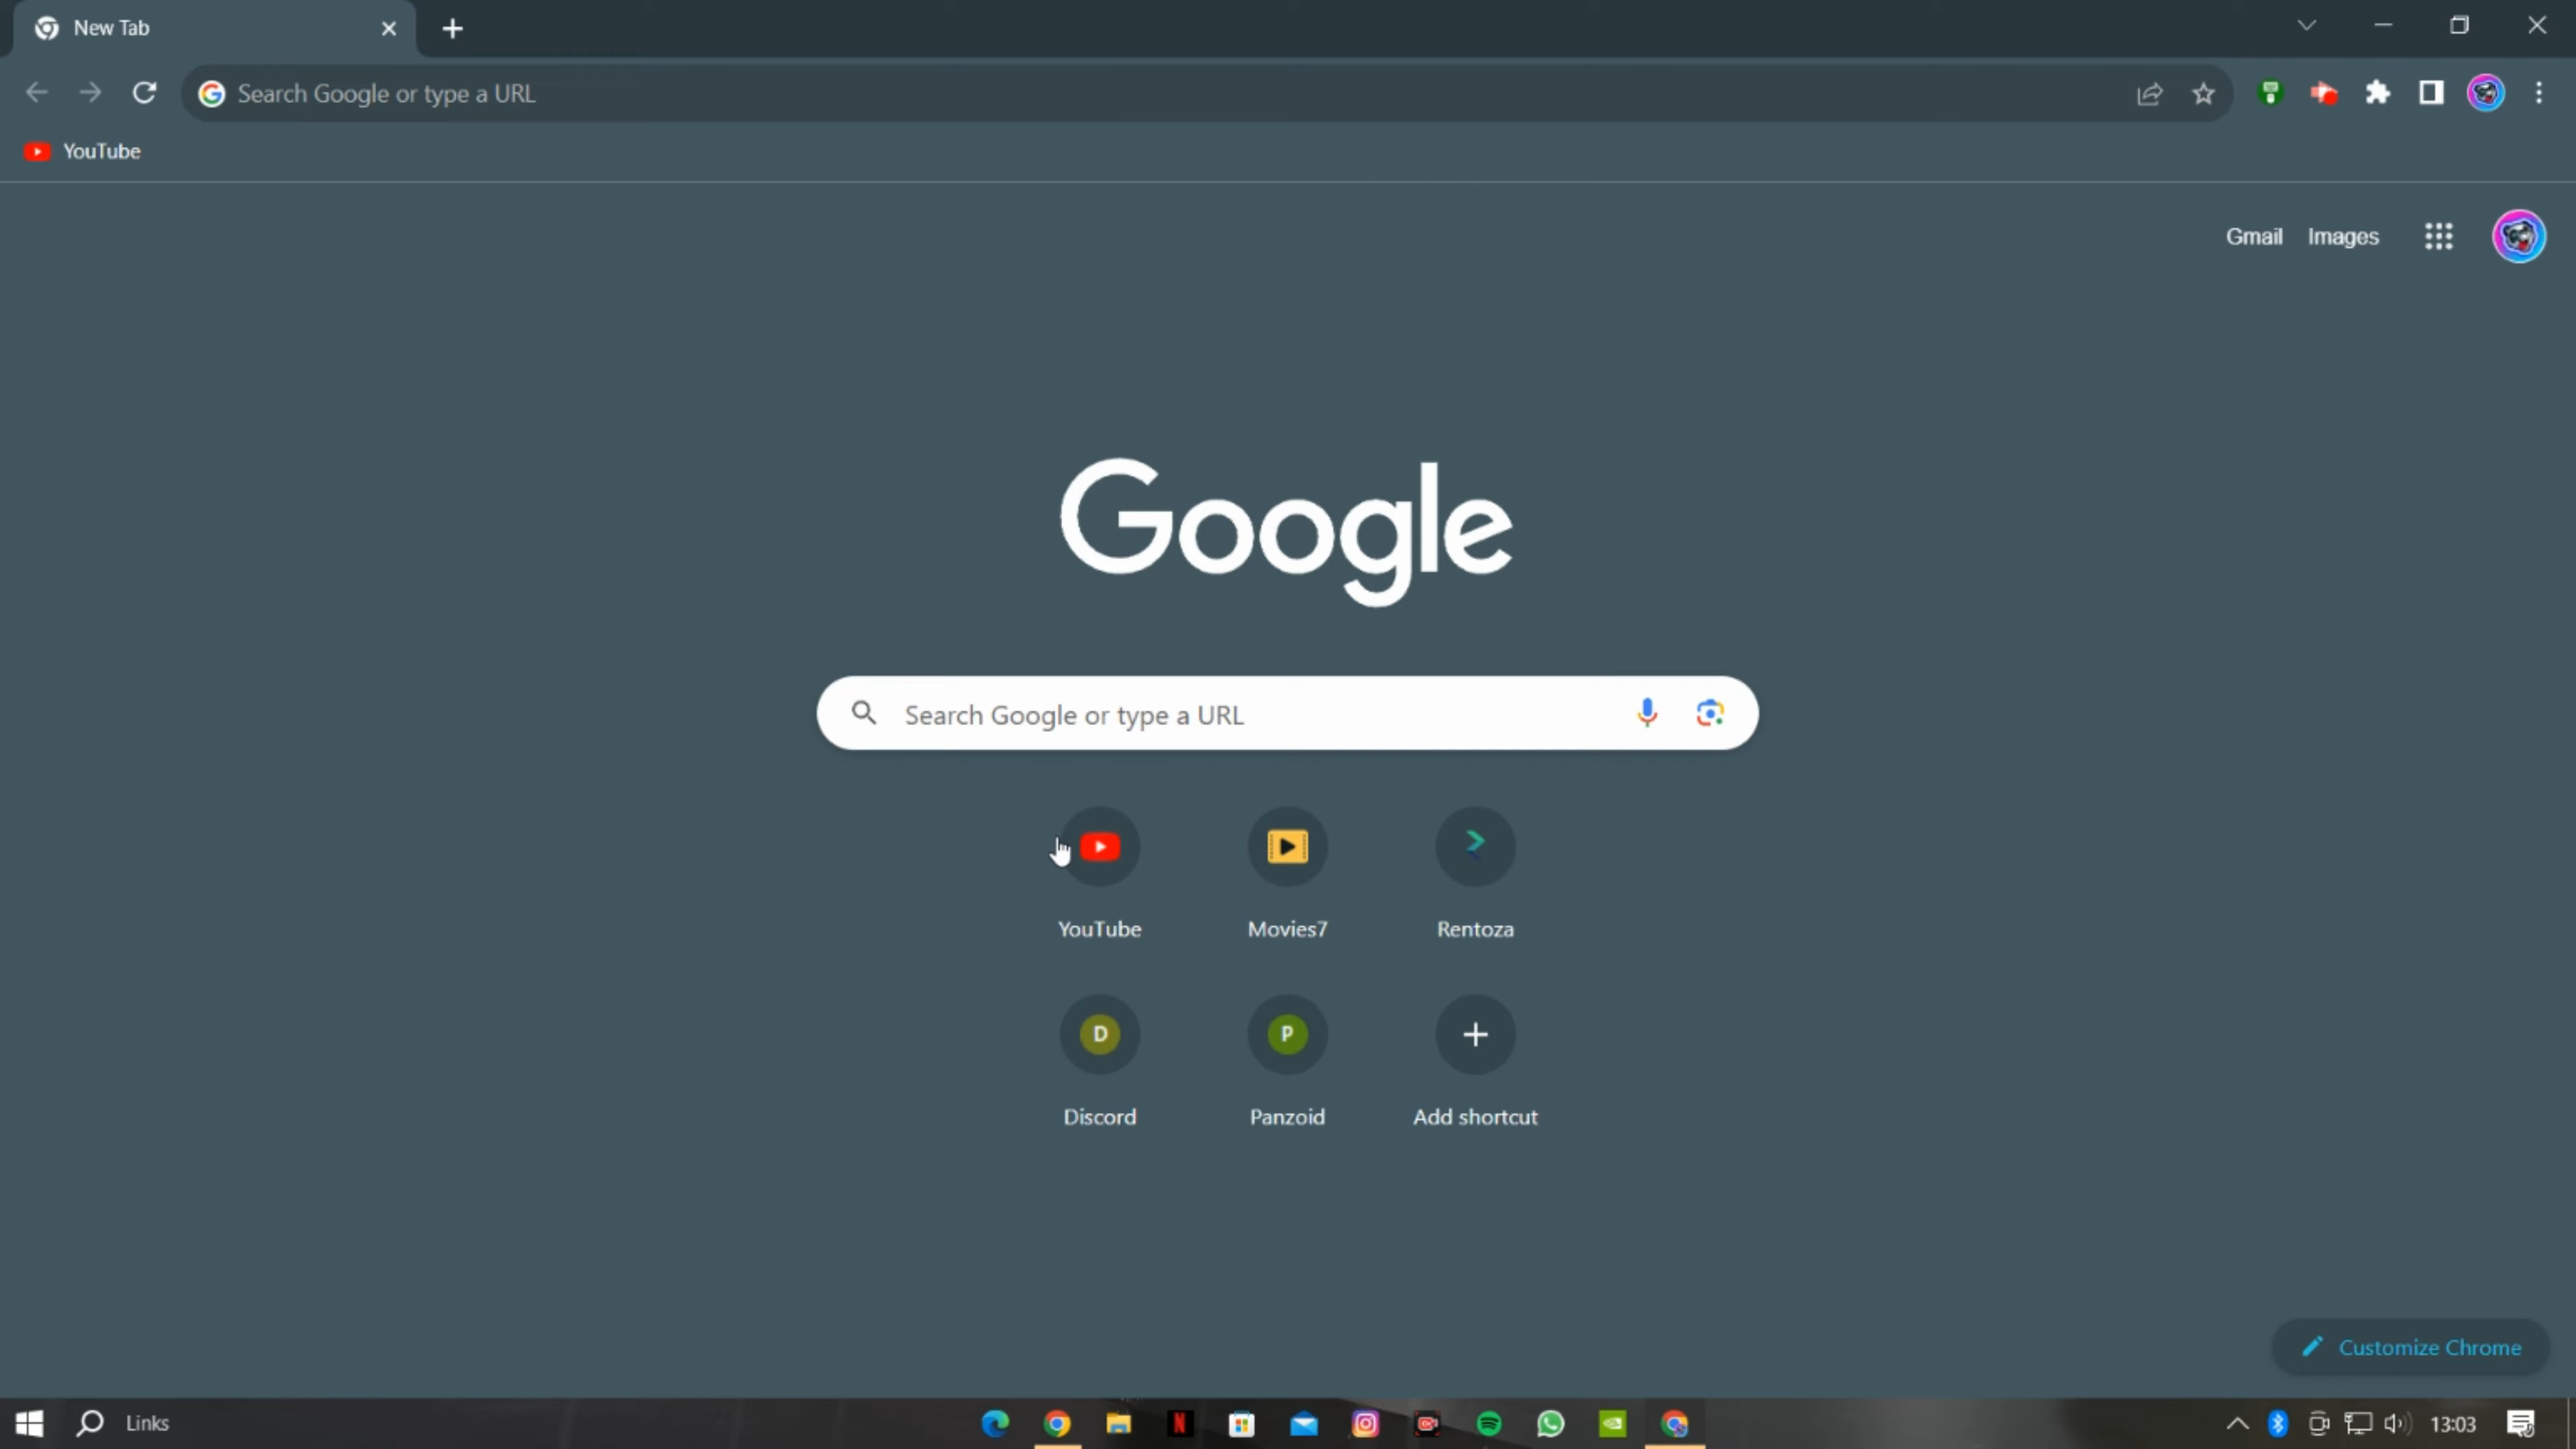 New Tab
Search Google or type a URL
YouTube
Gmail Images
Google
Search Google or type a URL
YouTube Movies7 Rentoza
D P
Discord Panzoid Add shortcut
Customize Chrome
Links N 13:03